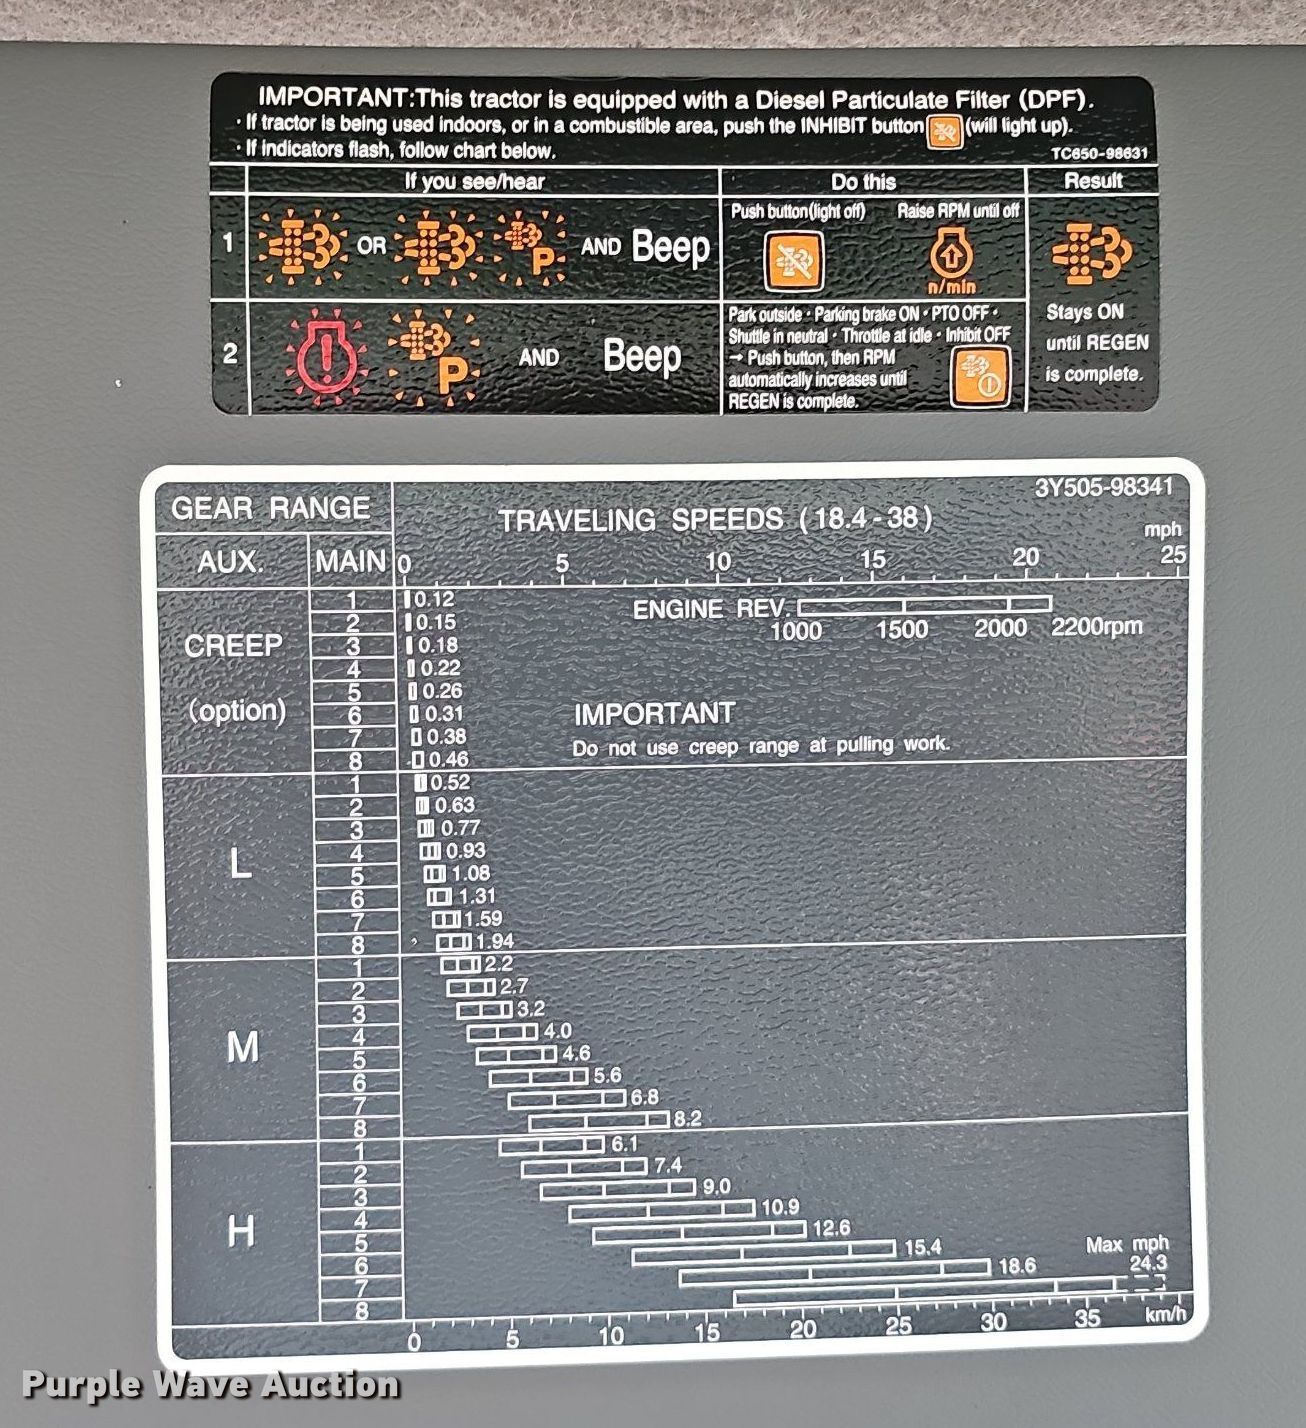 IMPORTANT:This tractor is equipped with a Diesel Particulate Filter (DPF).
· If tractor is being used indoors, or in a combustible area, push the INHIBIT button (will light up).
· If indicators flash, follow chart below.
TC650-98631
If you see/hear Do this Result
Push button(light off) Raise RPM until off
1 OR P AND Beep
n/min
Park outside · Parking brake ON · PTO OFF ·
Shuttle in neutral · Throttle at idle · Inhibit OFF
2 P AND Beep
→ Push button, then RPM
automatically increases until
REGEN is complete.
Stays ON
until REGEN
is complete.
3Y505-98341
GEAR RANGE
TRAVELING SPEEDS (18.4-38)
mph
AUX. MAIN 0 5 10 15 20 25
CREEP
(option)
1 0.12
2 0.15
3 0.18
4 0.22
5 0.26
6 0.31
7 0.38
8 0.46
ENGINE REV.
1000 1500 2000 2200rpm
IMPORTANT
Do not use creep range at pulling work.
L
1 0.52
2 0.63
3 0.77
4 0.93
5 1.08
6 1.31
7 1.59
8 1.94
M
1 2.2
2 2.7
3 3.2
4 4.0
5 4.6
6 5.6
7 6.8
8 8.2
H
1 6.1
2 7.4
3 9.0
4 10.9
5 12.6
6 15.4
7 18.6
8
Max mph
24.3
0 5 10 15 20 25 30 35 km/h
Purple Wave Auction